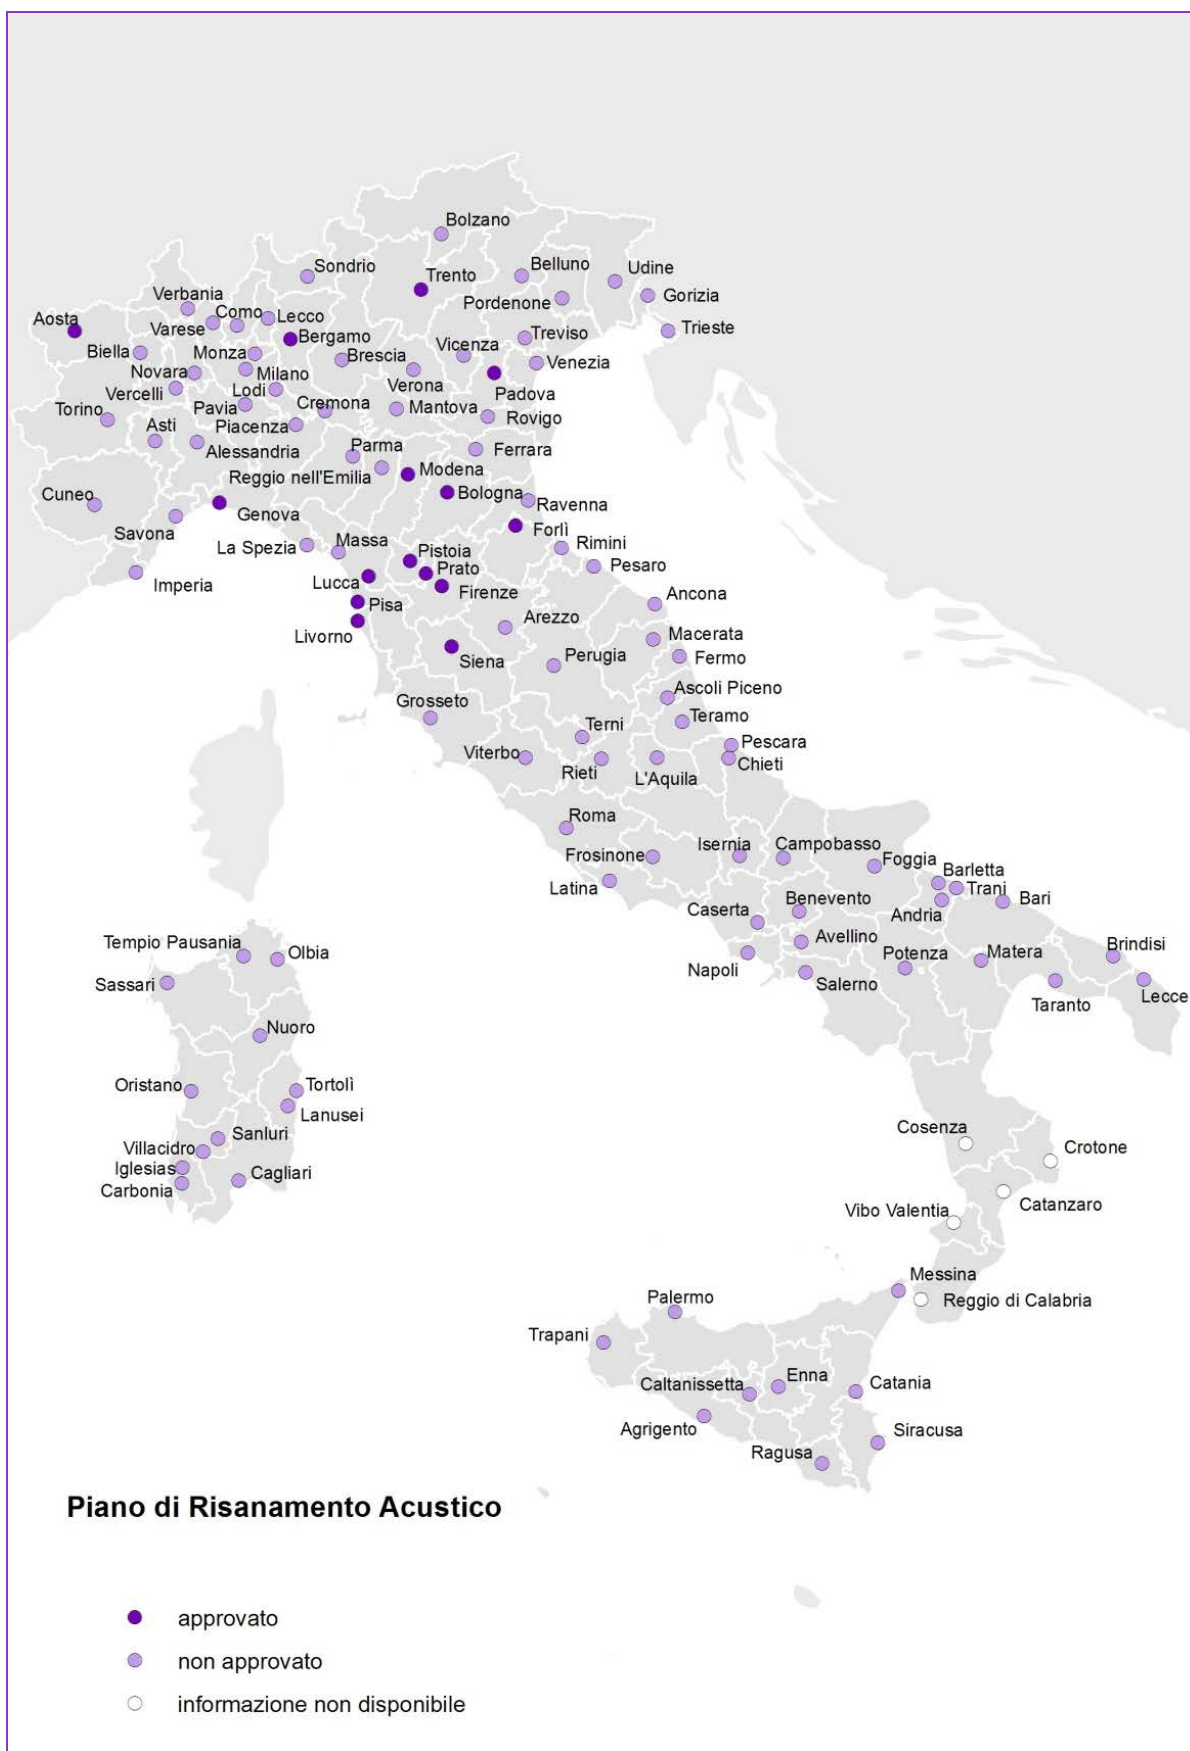 Bolzano
Sondrio
Trento
Belluno
Udine
Verbania
Pordenone
Gorizia
Aosta
Varese
Como
Lecco
Bergamo
Vicenza
Treviso
Trieste
Biella
Monza
Brescia
Venezia
Novara
Milano
Verona
Padova
Vercelli
Lodi
Torino
Pavia
Cremona
Mantova
Rovigo
Asti
Piacenza
Alessandria
Parma
Ferrara
Reggio nell'Emilia
Modena
Cuneo
Bologna
Genova
Ravenna
Savona
Forlì
La Spezia
Massa
Rimini
Pistoia
Imperia
Lucca
Prato
Pesaro
Firenze
Pisa
Ancona
Livorno
Arezzo
Macerata
Siena
Perugia
Fermo
Grosseto
Ascoli Piceno
Terni
Teramo
Viterbo
Pescara
Rieti
L'Aquila
Chieti
Roma
Isernia
Campobasso
Frosinone
Foggia
Latina
Barletta
Trani
Benevento
Bari
Caserta
Andria
Tempio Pausania
Olbia
Avellino
Brindisi
Napoli
Potenza
Matera
Sassari
Salerno
Taranto
Lecce
Nuoro
Oristano
Tortolì
Lanusei
Cosenza
Villacidro
Sanluri
Crotone
Iglesias
Cagliari
Carbonia
Vibo Valentia
Catanzaro
Messina
Palermo
Reggio di Calabria
Trapani
Enna
Caltanissetta
Catania
Agrigento
Siracusa
Ragusa
Piano di Risanamento Acustico
approvato
non approvato
informazione non disponibile